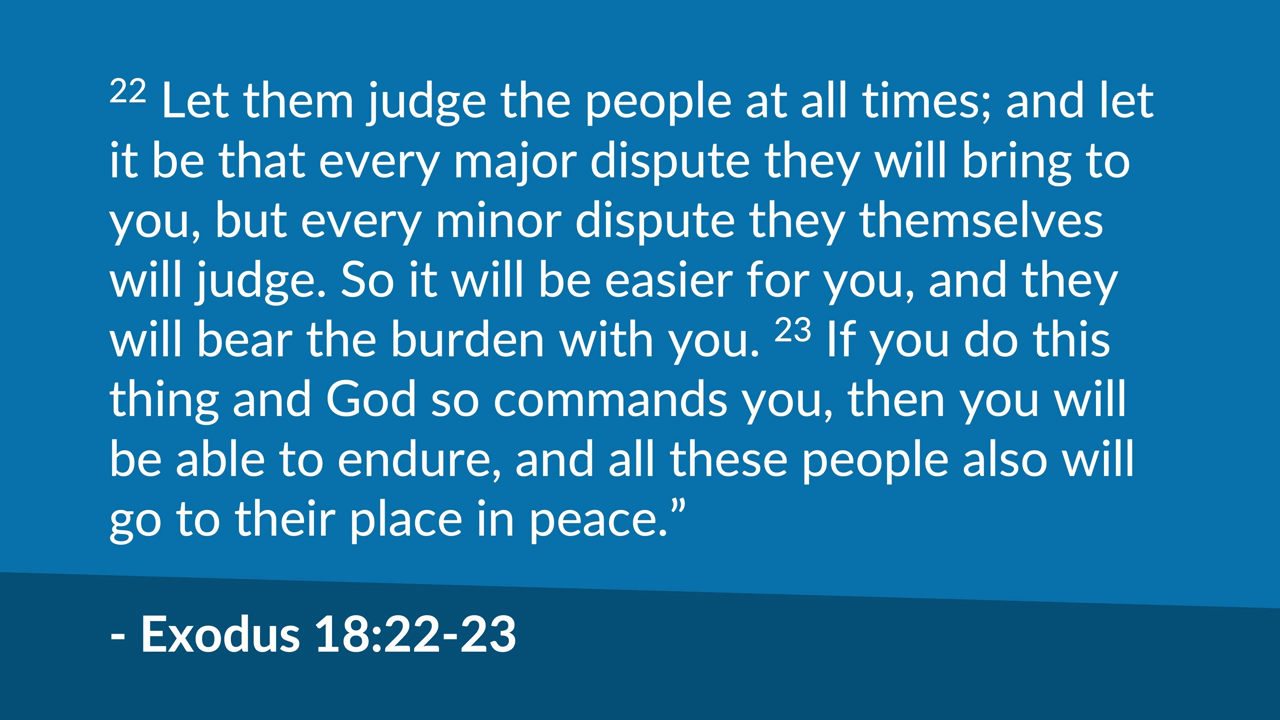 22 Let them judge the people at all times; and let
it be that every major dispute they will bring to
you, but every minor dispute they themselves
will judge. So it will be easier for you, and they
will bear the burden with you. 23 If you do this
thing and God so commands you, then you will
be able to endure, and all these people also will
go to their place in peace.”
- Exodus 18:22-23